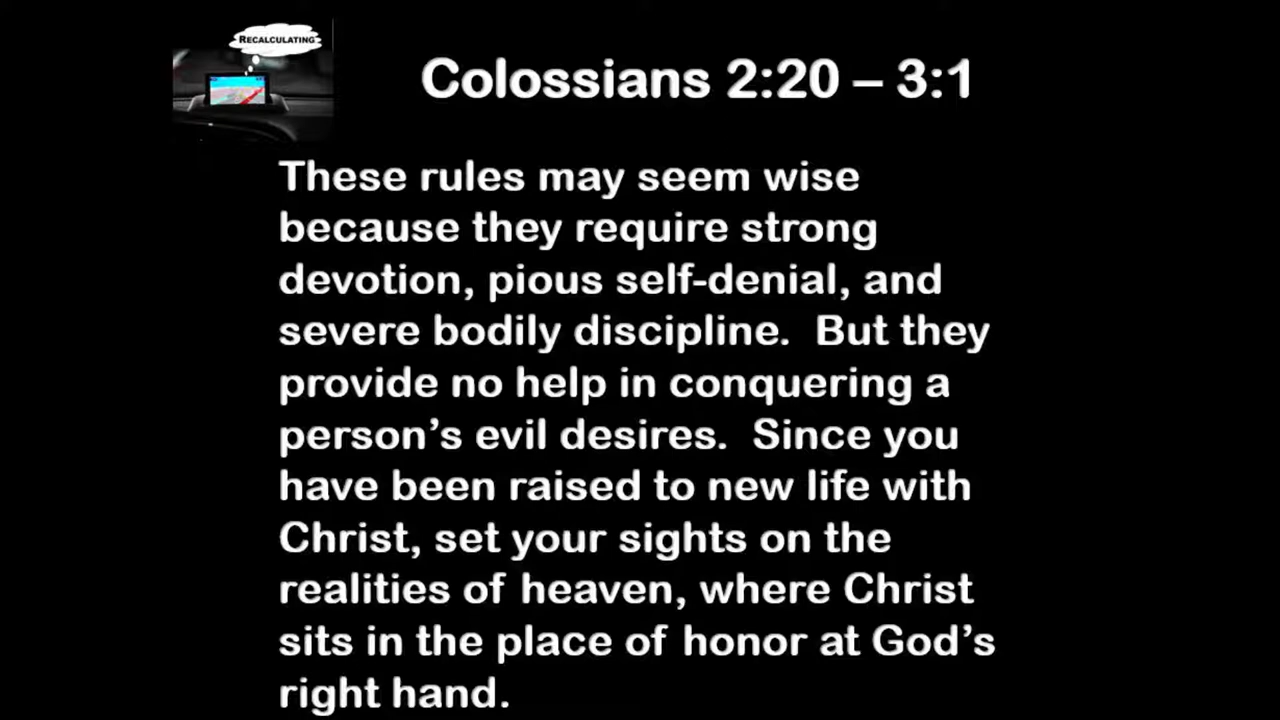 RECALCULATING
Colossians 2:20 – 3:1
These rules may seem wise
because they require strong
devotion, pious self-denial, and
severe bodily discipline.  But they
provide no help in conquering a
person’s evil desires.  Since you
have been raised to new life with
Christ, set your sights on the
realities of heaven, where Christ
sits in the place of honor at God’s
right hand.